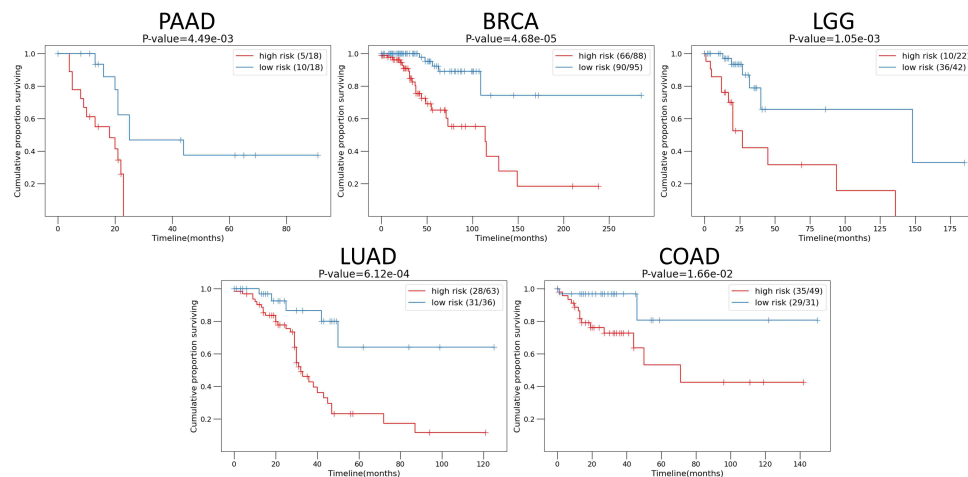 PAAD
P-value=4.49e-03
high risk (5/18)
low risk (10/18)
Cumulative proportion surviving
1.0
0.8
0.6
0.4
0.2
0 20 40 60 80
Timeline(months)
BRCA
P-value=4.68e-05
high risk (66/88)
low risk (90/95)
Cumulative proportion surviving
1.0
0.8
0.6
0.4
0.2
0 50 100 150 200 250
Timeline(months)
LGG
P-value=1.05e-03
high risk (10/22)
low risk (36/42)
Cumulative proportion surviving
1.0
0.8
0.6
0.4
0.2
0 25 50 75 100 125 150 175
Timeline(months)
LUAD
P-value=6.12e-04
high risk (28/63)
low risk (31/36)
Cumulative proportion surviving
1.0
0.8
0.6
0.4
0.2
0 20 40 60 80 100 120
Timeline(months)
COAD
P-value=1.66e-02
high risk (35/49)
low risk (29/31)
Cumulative proportion surviving
1.0
0.8
0.6
0.4
0.2
0 20 40 60 80 100 120 140
Timeline(months)